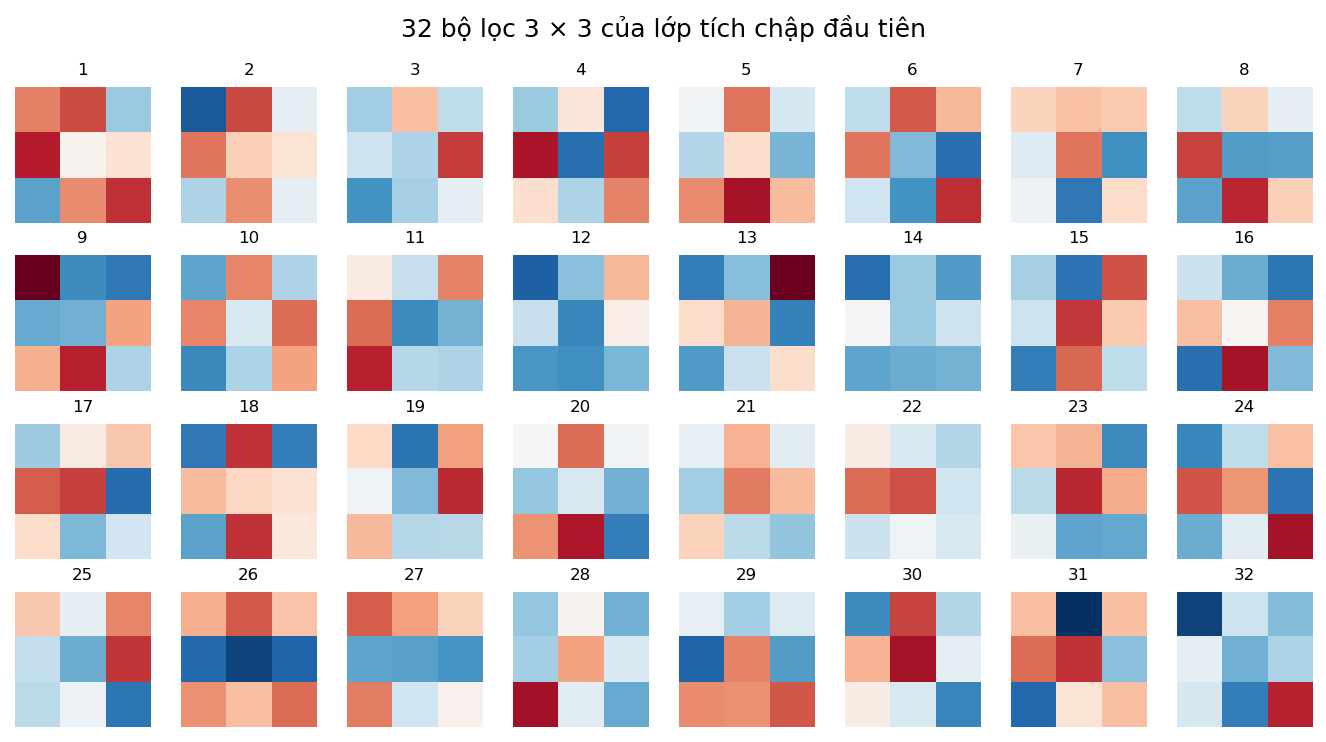 32 bộ lọc 3 × 3 của lớp tích chập đầu tiên
1 2 3 4 5 6 7 8
9 10 11 12 13 14 15 16
17 18 19 20 21 22 23 24
25 26 27 28 29 30 31 32